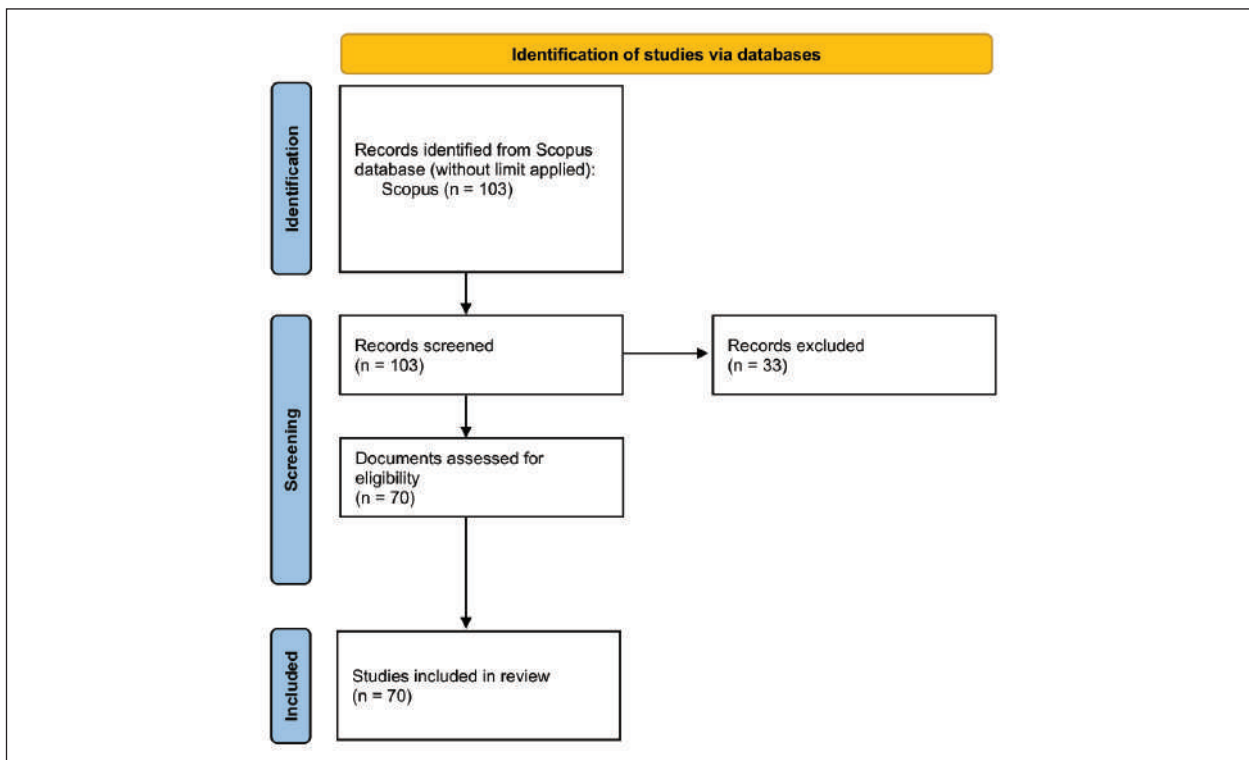 Identification of studies via databases
Identification
Records identified from Scopus
database (without limit applied):
Scopus (n = 103)
Screening
Records screened
(n = 103)
Records excluded
(n = 33)
Documents assessed for
eligibility
(n = 70)
Included
Studies included in review
(n = 70)